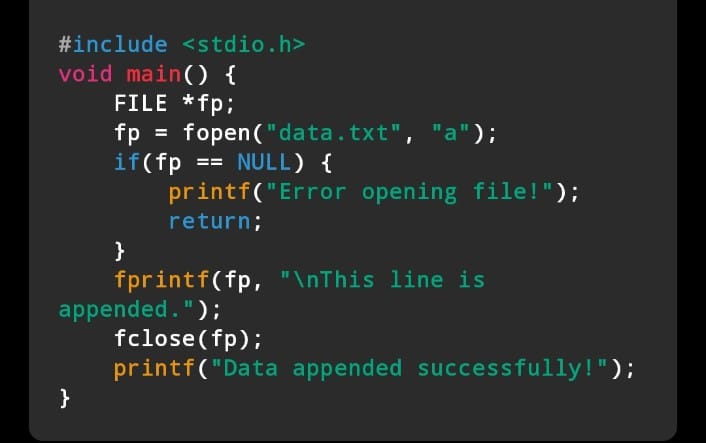 #include <stdio.h>
void main() {
    FILE *fp;
    fp = fopen("data.txt", "a");
    if(fp == NULL) {
        printf("Error opening file!");
        return;
    }
    fprintf(fp, "\nThis line is
appended.");
    fclose(fp);
    printf("Data appended successfully!");
}